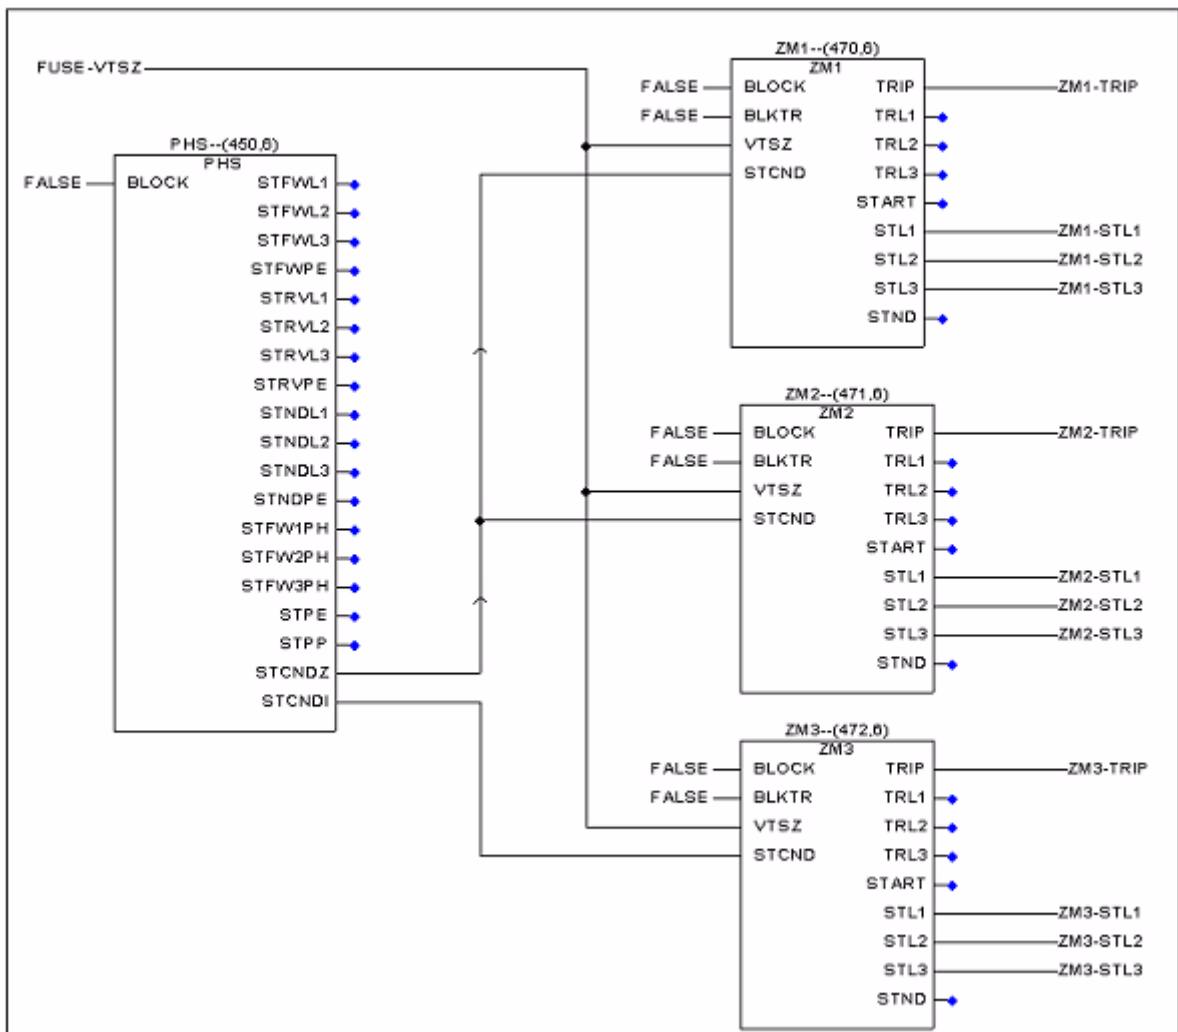 FUSE-VTSZ
PHS--(450,6)
PHS
FALSE BLOCK STFWL1
STFWL2
STFWL3
STFWPE
STRVL1
STRVL2
STRVL3
STRVPE
STNDL1
STNDL2
STNDL3
STNDPE
STFW1PH
STFW2PH
STFW3PH
STPE
STPP
STCNDZ
STCNDI
ZM1--(470,6)
ZM1
FALSE BLOCK TRIP ZM1-TRIP
FALSE BLKTR TRL1
VTSZ TRL2
STCND TRL3
START
STL1 ZM1-STL1
STL2 ZM1-STL2
STL3 ZM1-STL3
STND
ZM2--(471,6)
ZM2
FALSE BLOCK TRIP ZM2-TRIP
FALSE BLKTR TRL1
VTSZ TRL2
STCND TRL3
START
STL1 ZM2-STL1
STL2 ZM2-STL2
STL3 ZM2-STL3
STND
ZM3--(472,6)
ZM3
FALSE BLOCK TRIP ZM3-TRIP
FALSE BLKTR TRL1
VTSZ TRL2
STCND TRL3
START
STL1 ZM3-STL1
STL2 ZM3-STL2
STL3 ZM3-STL3
STND